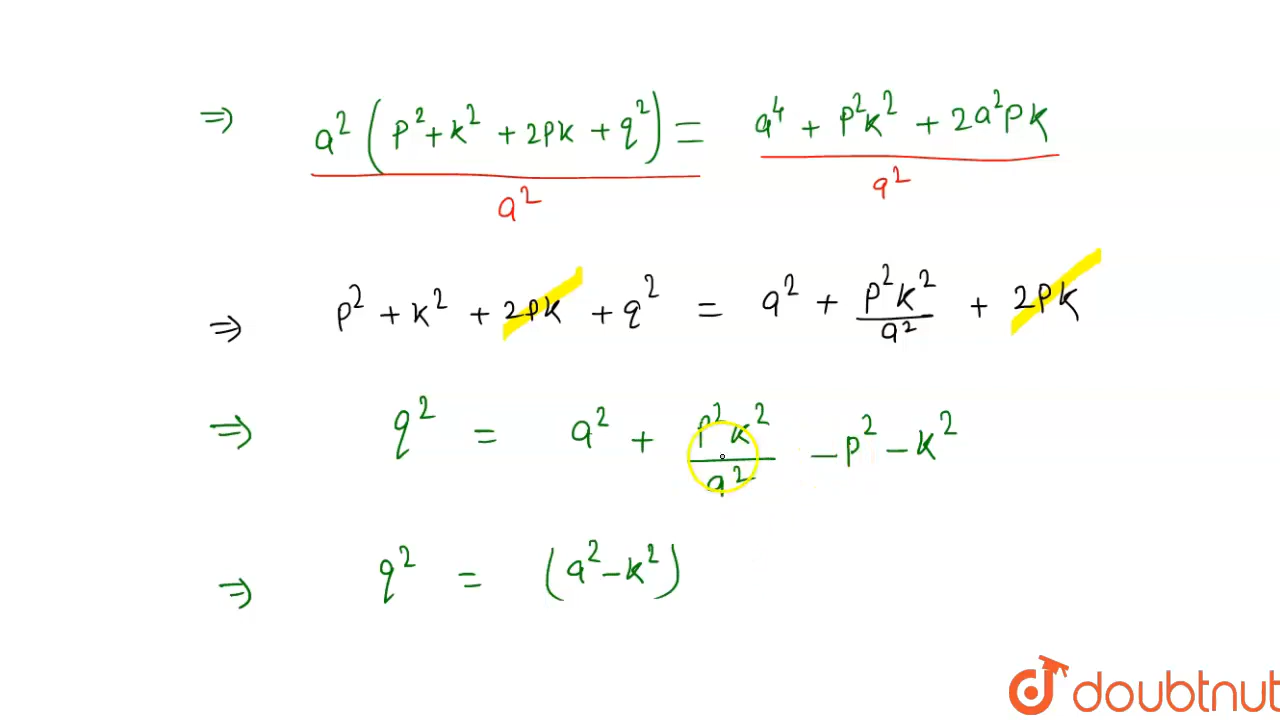 ⇒ a²(p²+k²+2pk+q²)/a² = (a⁴+p²k²+2a²pk)/a²
⇒ p²+k²+2pk+q² = a²+p²k²/a²+2pk
⇒ q² = a²+p²k²/a²-p²-k²
⇒ q² = (a²-k²)
doubtnut